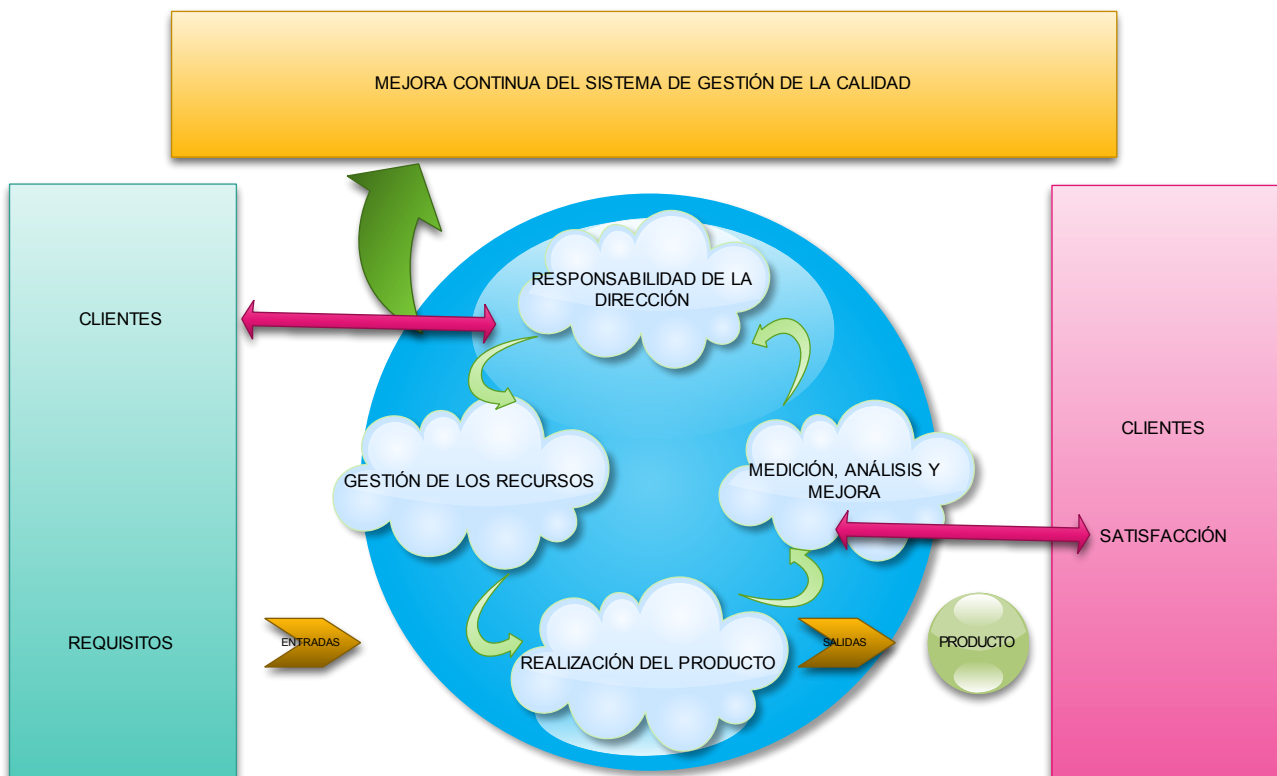 MEJORA CONTINUA DEL SISTEMA DE GESTIÓN DE LA CALIDAD
CLIENTES
REQUISITOS
ENTRADAS
RESPONSABILIDAD DE LA
DIRECCIÓN
GESTIÓN DE LOS RECURSOS
MEDICIÓN, ANÁLISIS Y
MEJORA
REALIZACIÓN DEL PRODUCTO
SALIDAS
PRODUCTO
CLIENTES
SATISFACCIÓN